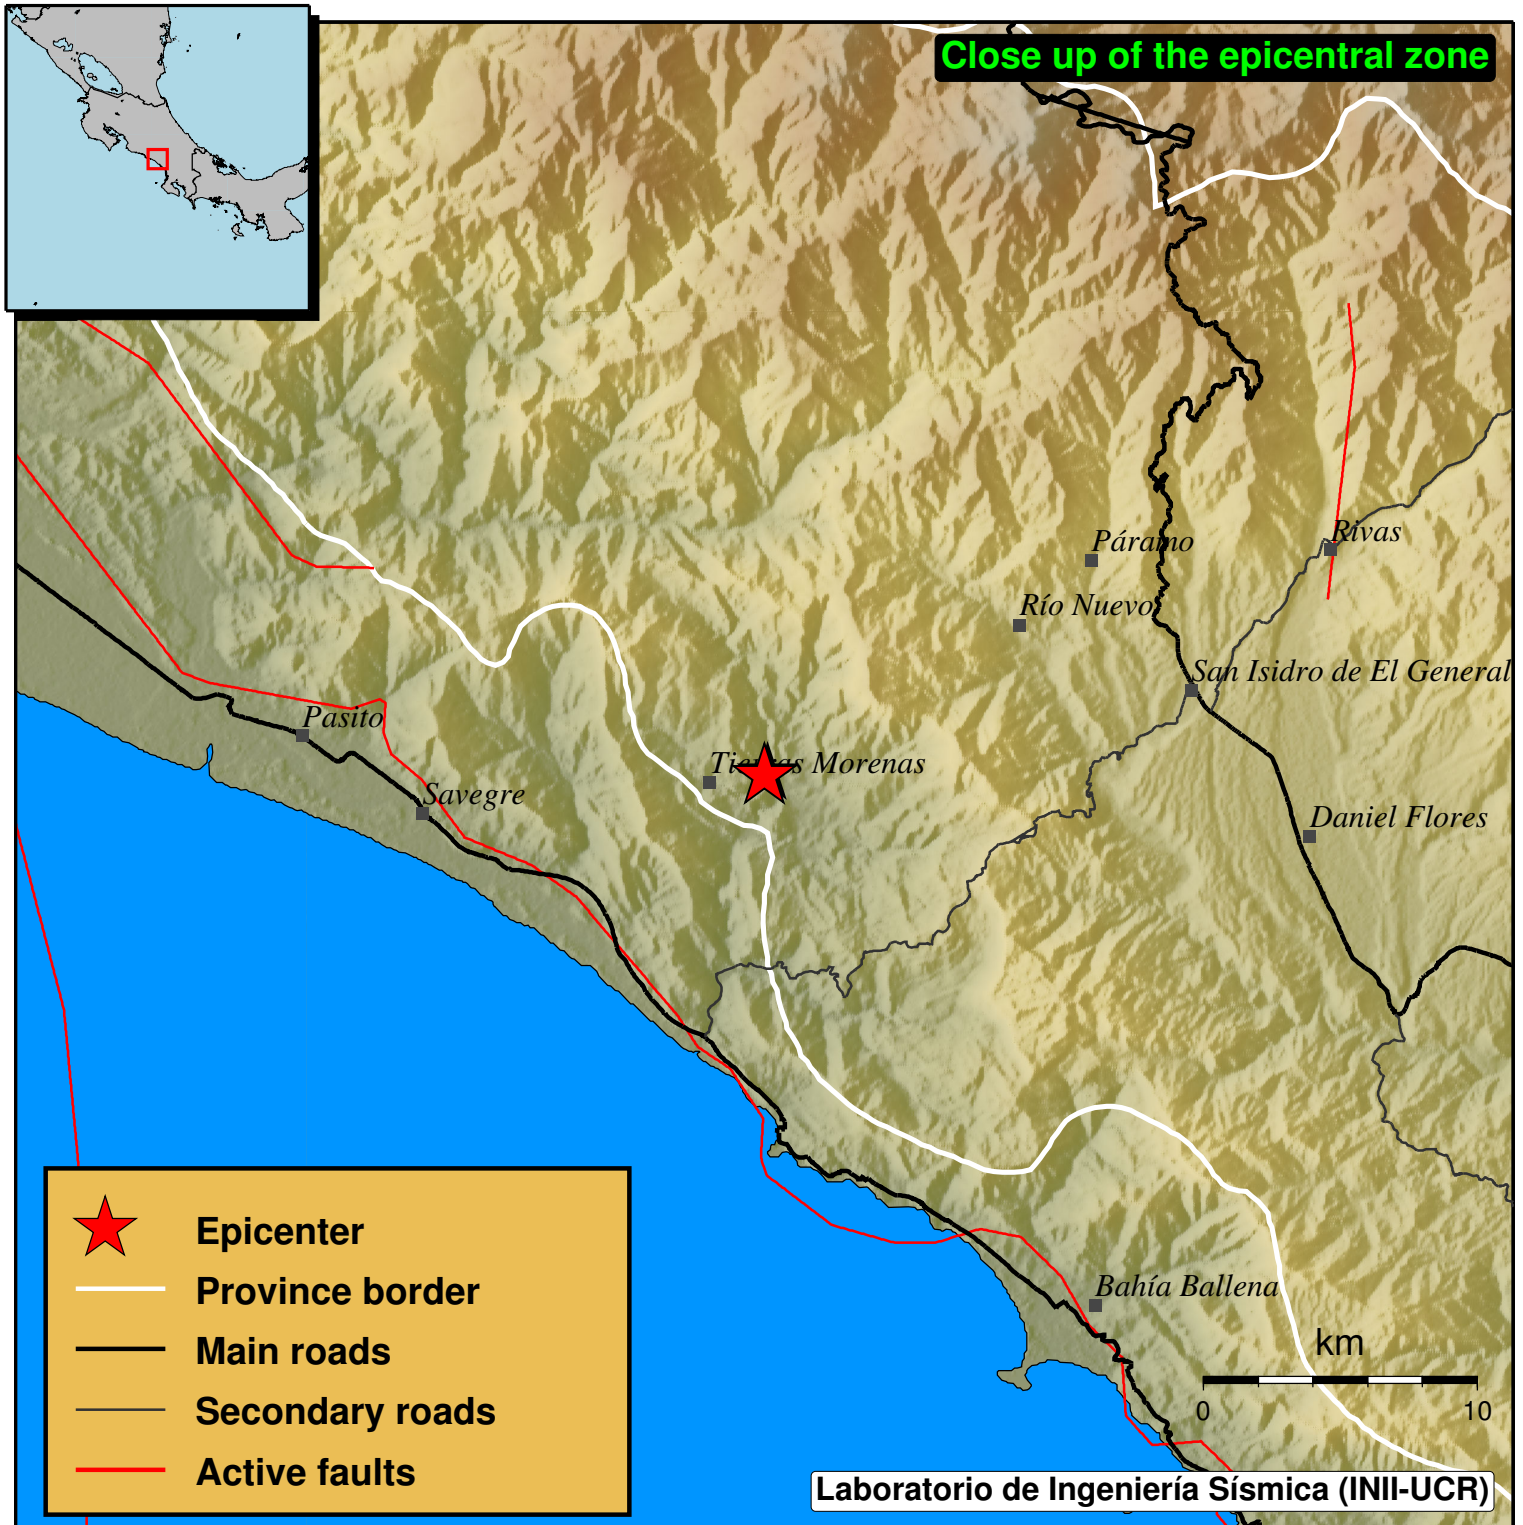 Close up of the epicentral zone
Páramo
Rivas
Río Nuevo
San Isidro de El General
Pasito
Tierras Morenas
Savegre
Daniel Flores
Bahía Ballena
km
0 10
Epicenter
Province border
Main roads
Secondary roads
Active faults
Laboratorio de Ingeniería Sísmica (INII-UCR)